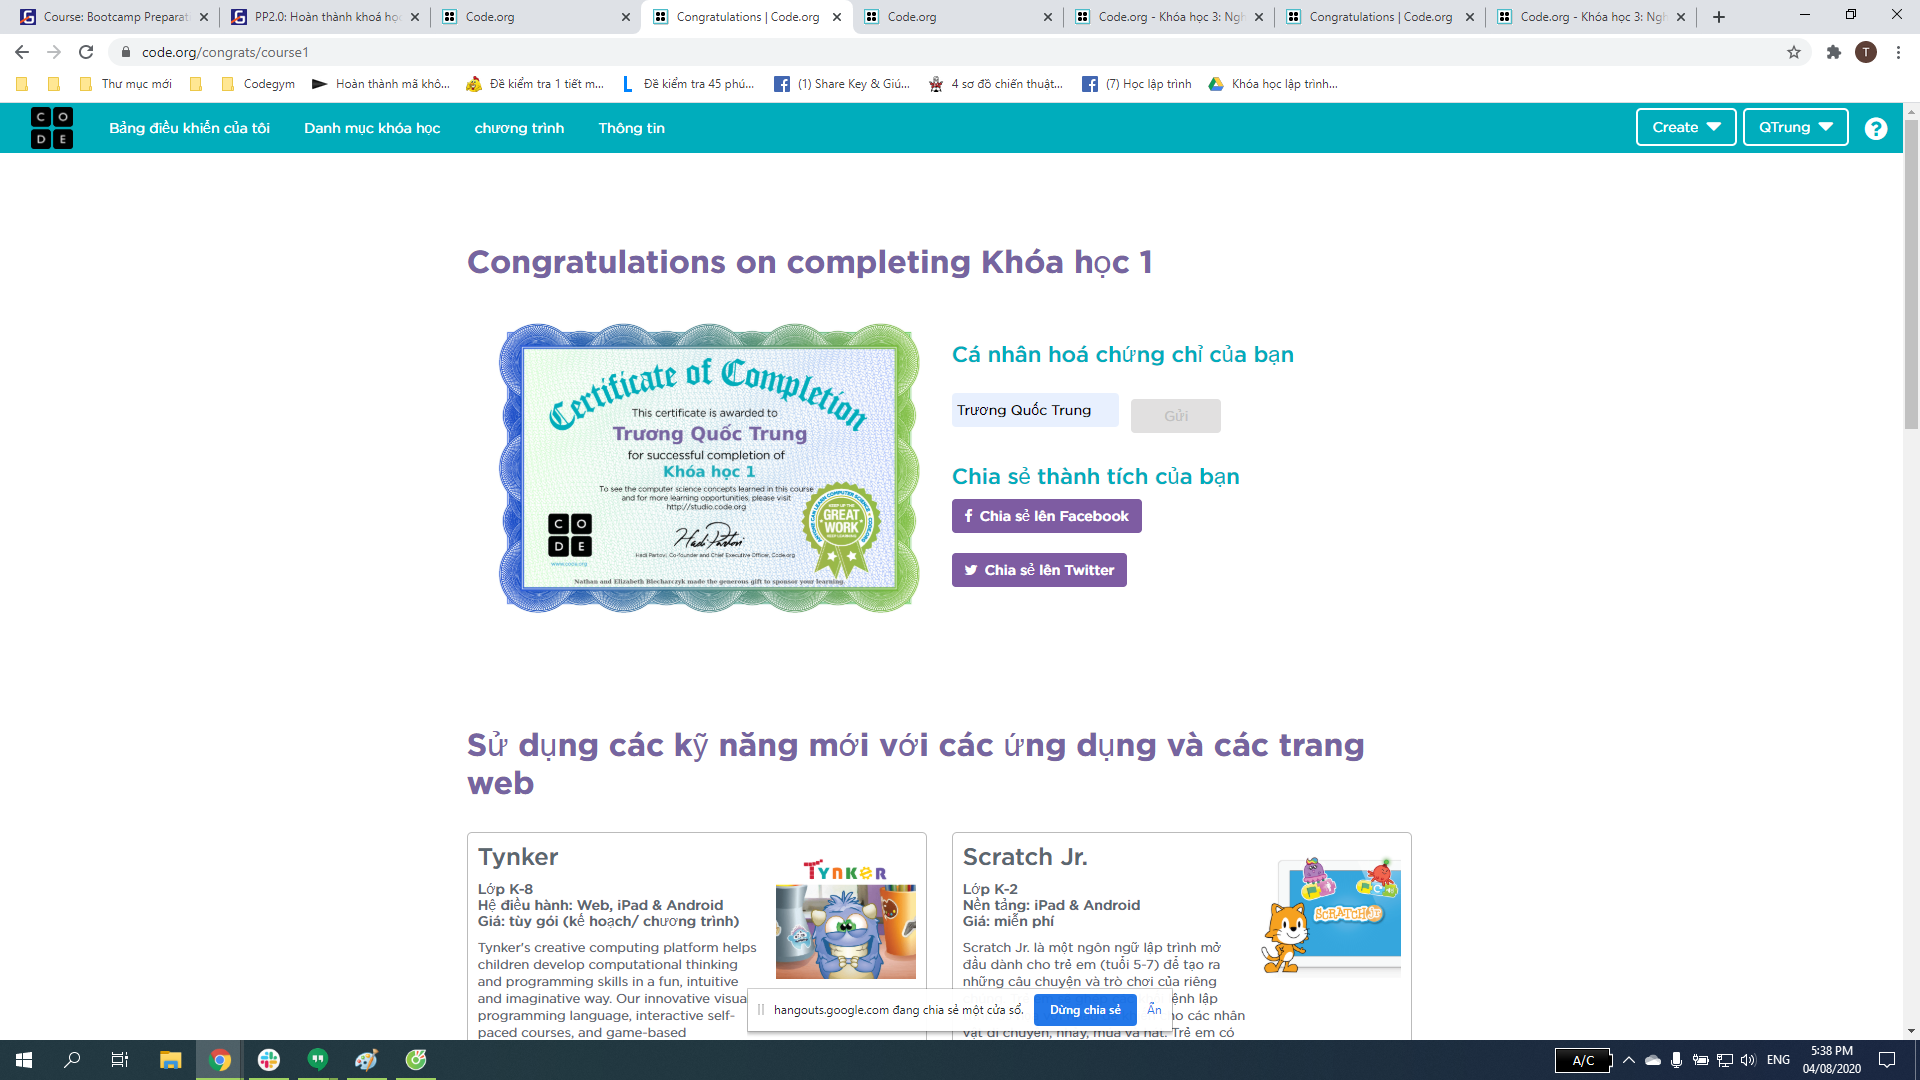 Course: Bootcamp Preparat
PP2.0: Hoàn thành khoá học
Code.org
Congratulations | Code.org
Code.org
Code.org - Khóa học 3: Ngh
Congratulations | Code.org
Code.org - Khóa học 3: Ngh
code.org/congrats/course1
T
Thư mục mới
Codegym
Hoàn thành mã khô...
Đề kiểm tra 1 tiết m...
Đề kiểm tra 45 phú...
(1) Share Key & Giú...
4 sơ đồ chiến thuật...
(7) Học lập trình
Khóa học lập trình...
C O
D E
Bảng điều khiển của tôi
Danh mục khóa học
chương trình
Thông tin
Create
QTrung
?
Congratulations on completing Khóa học 1
Certificate of Completion
This certificate is awarded to
Trương Quốc Trung
for successful completion of
Khóa học 1
To see the computer science concepts learned in this course
and for more learning opportunities, please visit
http://studio.code.org
C O
D E
www.code.org
Hadi Partovi, Co-founder and Chief Executive Officer, Code.org
KEEP UP THE
GREAT
WORK
Nathan and Elizabeth Blecharczyk made the generous gift to sponsor your learning.
Cá nhân hoá chứng chỉ của bạn
Trương Quốc Trung
Gửi
Chia sẻ thành tích của bạn
Chia sẻ lên Facebook
Chia sẻ lên Twitter
Sử dụng các kỹ năng mới với các ứng dụng và các trang
web
Tynker
Lớp K-8
Hệ điều hành: Web, iPad & Android
Giá: tùy gói (kế hoạch/ chương trình)
Tynker's creative computing platform helps
children develop computational thinking
and programming skills in a fun, intuitive
and imaginative way. Our innovative visua
programming language, interactive self-
paced courses, and game-based
TYNKER
Scratch Jr.
Lớp K-2
Nền tảng: iPad & Android
Giá: miễn phí
Scratch Jr. là một ngôn ngữ lập trình mở
đầu dành cho trẻ em (tuổi 5-7) để tạo ra
những câu chuyện và trò chơi của riêng
ệnh lập
ho các nhân
vật di chuyển, nhảy, múa và hát. Trẻ em có
SCRATCH JR
hangouts.google.com đang chia sẻ một cửa sổ.
Dừng chia sẻ
Ẩn
A/C
ENG
5:38 PM
04/08/2020